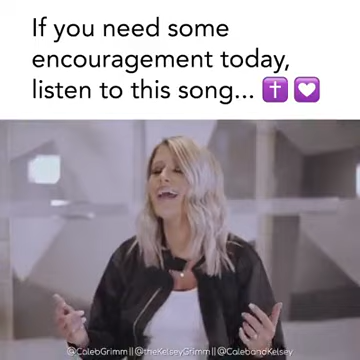 If you need some
encouragement today,
listen to this song... ✝️💟
@CalebGrimm||@theKelseyGrimm||@CalebandKelsey